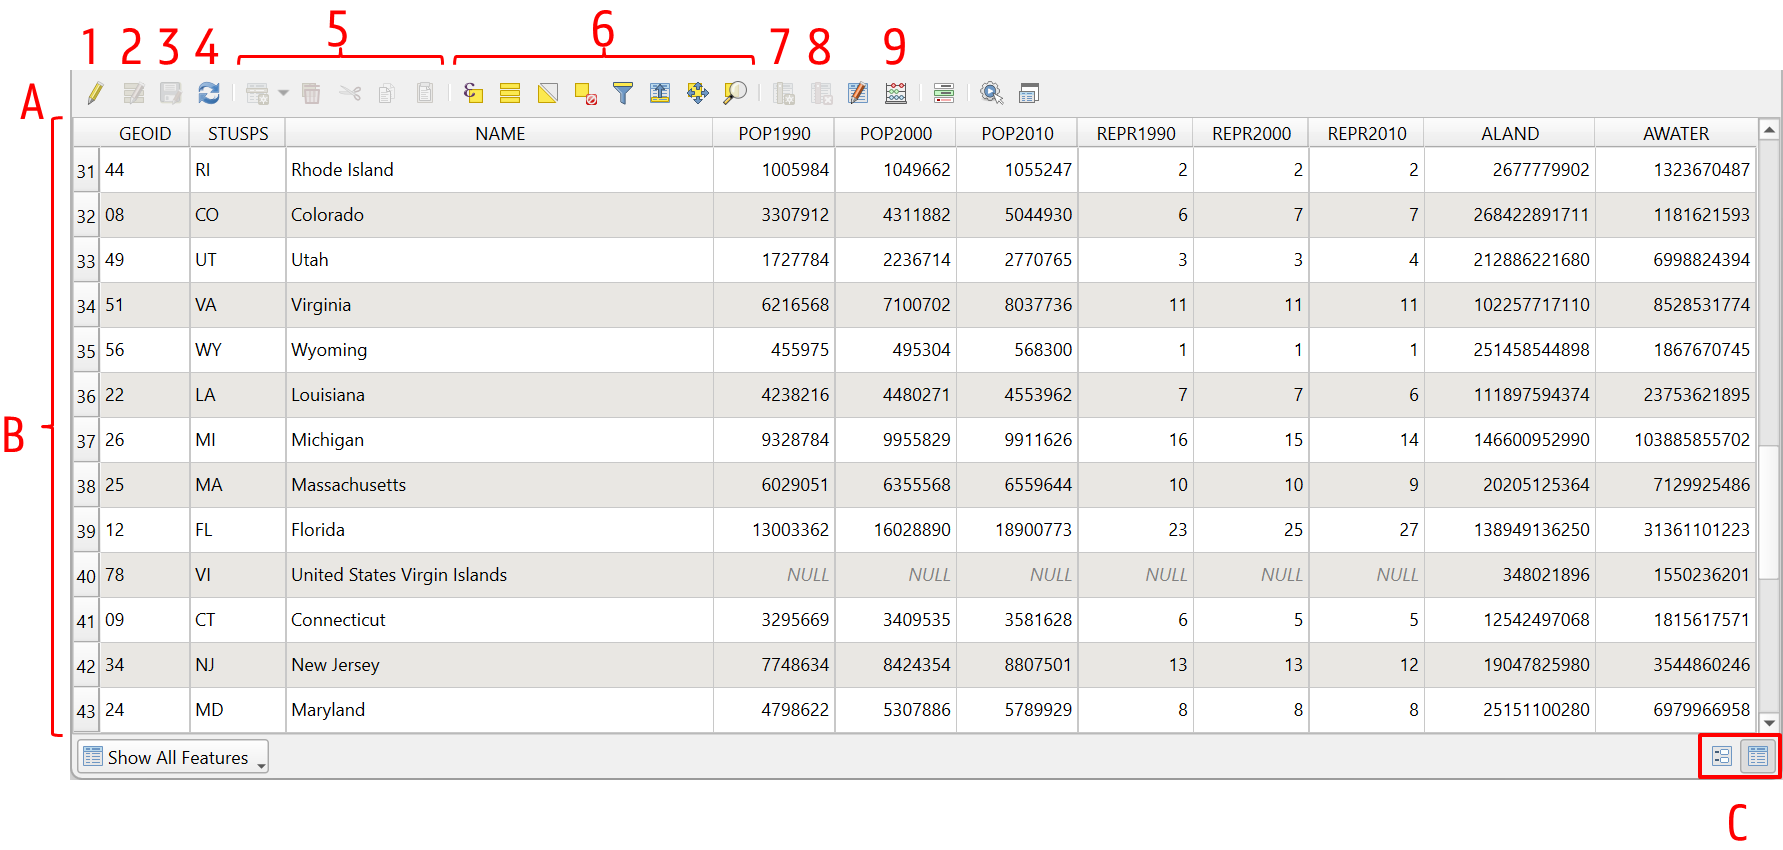 1 2 3 4 5 6 7 8 9
A
GEOID STUSPS NAME POP1990 POP2000 POP2010 REPR1990 REPR2000 REPR2010 ALAND AWATER
31 44 RI Rhode Island 1005984 1049662 1055247 2 2 2 2677779902 1323670487
32 08 CO Colorado 3307912 4311882 5044930 6 7 7 268422891711 1181621593
33 49 UT Utah 1727784 2236714 2770765 3 3 4 212886221680 6998824394
34 51 VA Virginia 6216568 7100702 8037736 11 11 11 102257717110 8528531774
35 56 WY Wyoming 455975 495304 568300 1 1 1 251458544898 1867670745
36 22 LA Louisiana 4238216 4480271 4553962 7 7 6 111897594374 23753621895
B
37 26 MI Michigan 9328784 9955829 9911626 16 15 14 146600952990 103885855702
38 25 MA Massachusetts 6029051 6355568 6559644 10 10 9 20205125364 7129925486
39 12 FL Florida 13003362 16028890 18900773 23 25 27 138949136250 31361101223
40 78 VI United States Virgin Islands NULL NULL NULL NULL NULL NULL 348021896 1550236201
41 09 CT Connecticut 3295669 3409535 3581628 6 5 5 12542497068 1815617571
42 34 NJ New Jersey 7748634 8424354 8807501 13 13 12 19047825980 3544860246
43 24 MD Maryland 4798622 5307886 5789929 8 8 8 25151100280 6979966958
Show All Features
C